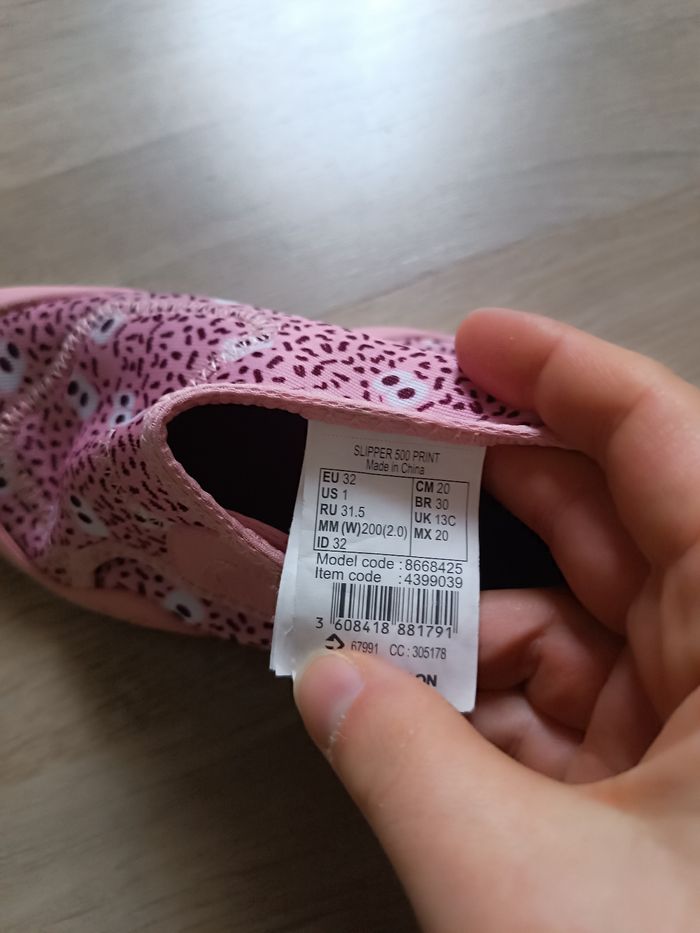 SLIPPER 500 PRINT
Made in China
EU 32 CM 20
US 1 BR 30
RU 31.5 UK 13C
MM (W)200(2.0) MX 20
ID 32
Model code :8668425
Item code :4399039
3 608418 881791
67991 CC : 305178
ON